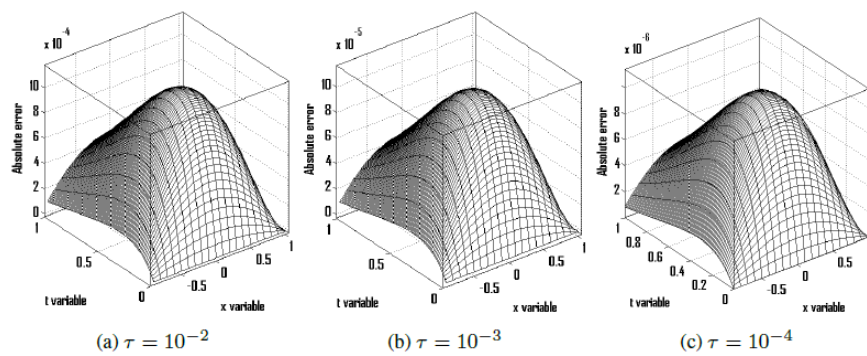 x 10⁻⁴
10
8
6
4
2
0
Absolute error
1
0.5
0
t variable
-0.5
0
0.5
1
x variable
(a) τ = 10⁻²
x 10⁻⁵
10
8
6
4
2
0
Absolute error
1
0.5
0
t variable
-0.5
0
0.5
1
x variable
(b) τ = 10⁻³
x 10⁻⁶
8
6
4
2
Absolute error
1
0.8
0.6
0.4
0.2
0
t variable
-0.5
0
0.5
x variable
(c) τ = 10⁻⁴